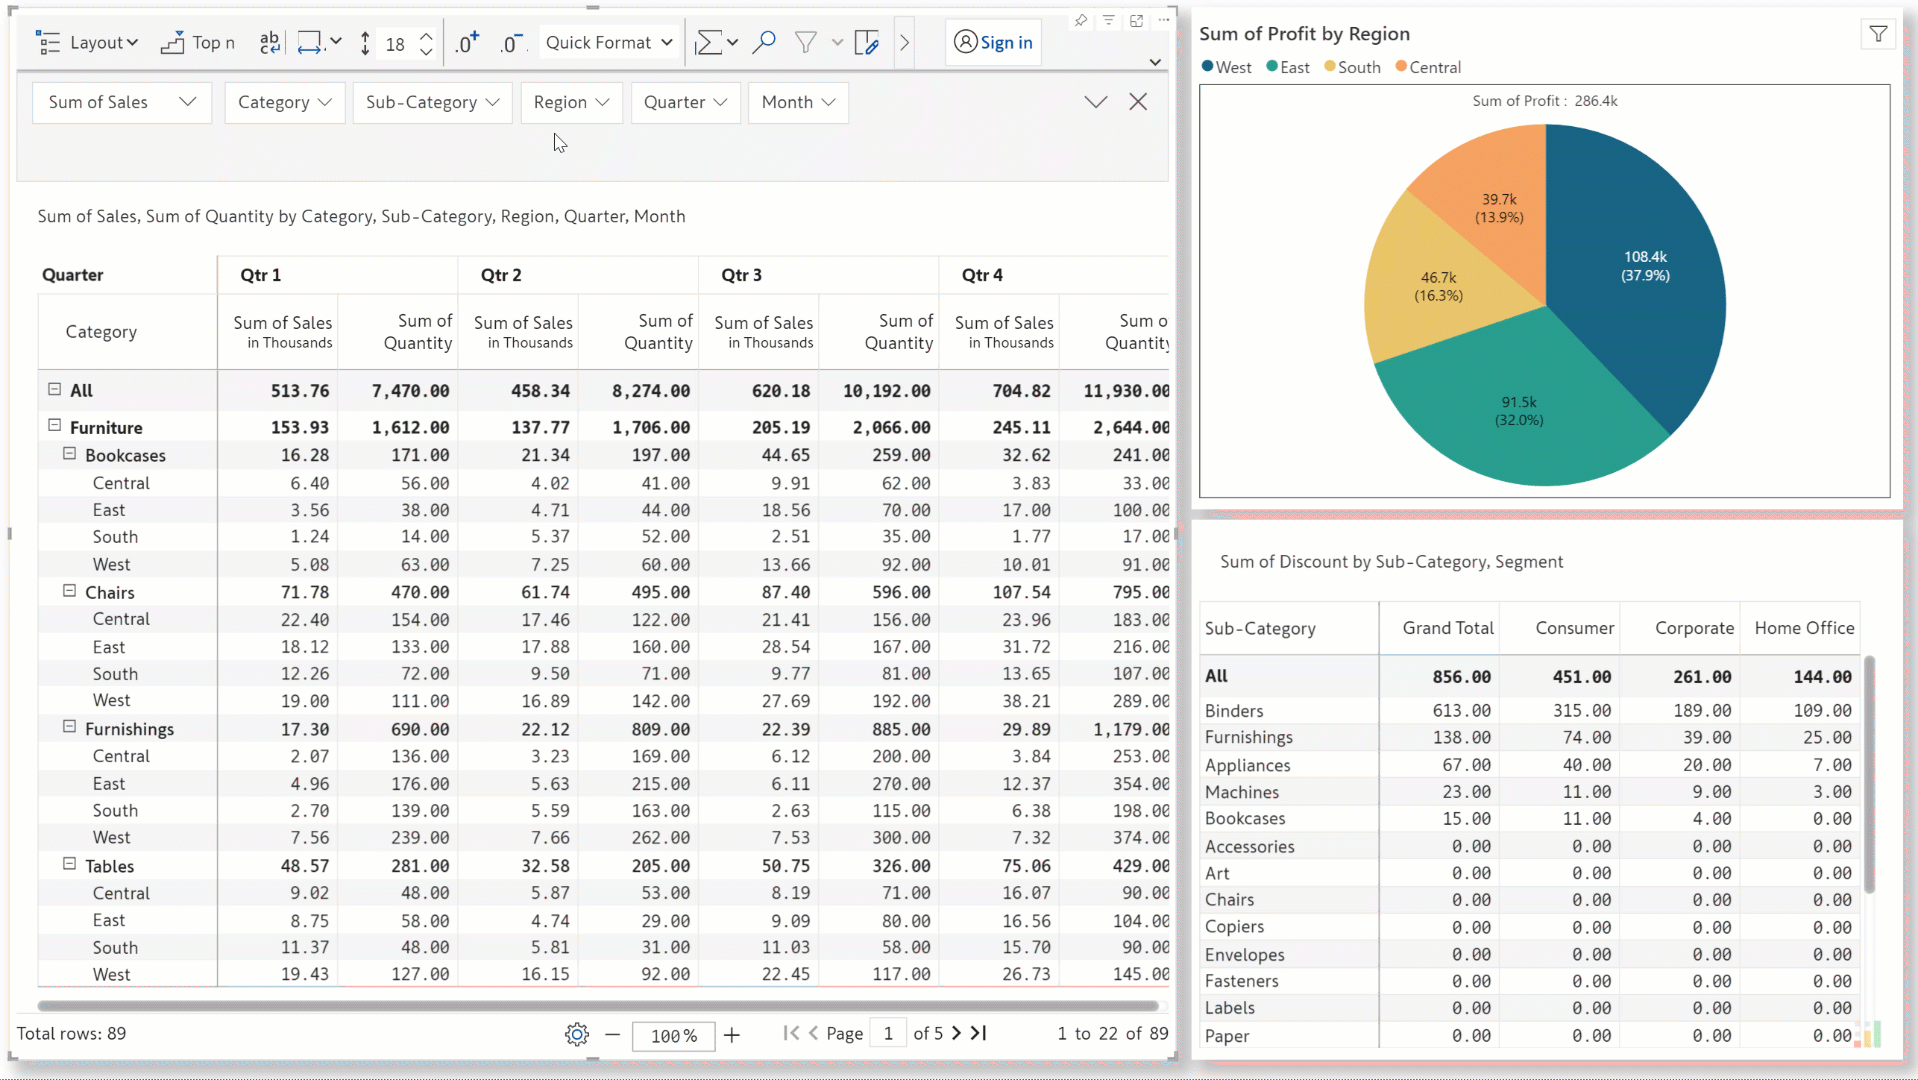 Layout Top n ab 18 .0 .0 Quick Format Sign in
Sum of Sales Category Sub-Category Region Quarter Month
Sum of Sales, Sum of Quantity by Category, Sub-Category, Region, Quarter, Month
Quarter Qtr 1 Qtr 2 Qtr 3 Qtr 4
Category Sum of Sales in Thousands Sum of Quantity Sum of Sales in Thousands Sum of Quantity Sum of Sales in Thousands Sum of Quantity Sum of Sales in Thousands Sum o Quantity
All 513.76 7,470.00 458.34 8,274.00 620.18 10,192.00 704.82 11,930.00
Furniture 153.93 1,612.00 137.77 1,706.00 205.19 2,066.00 245.11 2,644.00
Bookcases 16.28 171.00 21.34 197.00 44.65 259.00 32.62 241.00
Central 6.40 56.00 4.02 41.00 9.91 62.00 3.83 33.00
East 3.56 38.00 4.71 44.00 18.56 70.00 17.00 100.00
South 1.24 14.00 5.37 52.00 2.51 35.00 1.77 17.00
West 5.08 63.00 7.25 60.00 13.66 92.00 10.01 91.00
Chairs 71.78 470.00 61.74 495.00 87.40 596.00 107.54 795.00
Central 22.40 154.00 17.46 122.00 21.41 156.00 23.96 183.00
East 18.12 133.00 17.88 160.00 28.54 167.00 31.72 216.00
South 12.26 72.00 9.50 71.00 9.77 81.00 13.65 107.00
West 19.00 111.00 16.89 142.00 27.69 192.00 38.21 289.00
Furnishings 17.30 690.00 22.12 809.00 22.39 885.00 29.89 1,179.00
Central 2.07 136.00 3.23 169.00 6.12 200.00 3.84 253.00
East 4.96 176.00 5.63 215.00 6.11 270.00 12.37 354.00
South 2.70 139.00 5.59 163.00 2.63 115.00 6.38 198.00
West 7.56 239.00 7.66 262.00 7.53 300.00 7.32 374.00
Tables 48.57 281.00 32.58 205.00 50.75 326.00 75.06 429.00
Central 9.02 48.00 5.87 53.00 8.19 71.00 16.07 90.00
East 8.75 58.00 4.74 29.00 9.09 80.00 16.56 104.00
South 11.37 48.00 5.81 31.00 11.03 58.00 15.70 90.00
West 19.43 127.00 16.15 92.00 22.45 117.00 26.73 145.00
Total rows: 89 100% Page 1 of 5 1 to 22 of 89
Sum of Profit by Region
West East South Central
Sum of Profit : 286.4k
39.7k
(13.9%)
108.4k
(37.9%)
46.7k
(16.3%)
91.5k
(32.0%)
Sum of Discount by Sub-Category, Segment
Sub-Category Grand Total Consumer Corporate Home Office
All 856.00 451.00 261.00 144.00
Binders 613.00 315.00 189.00 109.00
Furnishings 138.00 74.00 39.00 25.00
Appliances 67.00 40.00 20.00 7.00
Machines 23.00 11.00 9.00 3.00
Bookcases 15.00 11.00 4.00 0.00
Accessories 0.00 0.00 0.00 0.00
Art 0.00 0.00 0.00 0.00
Chairs 0.00 0.00 0.00 0.00
Copiers 0.00 0.00 0.00 0.00
Envelopes 0.00 0.00 0.00 0.00
Fasteners 0.00 0.00 0.00 0.00
Labels 0.00 0.00 0.00 0.00
Paper 0.00 0.00 0.00 0.00